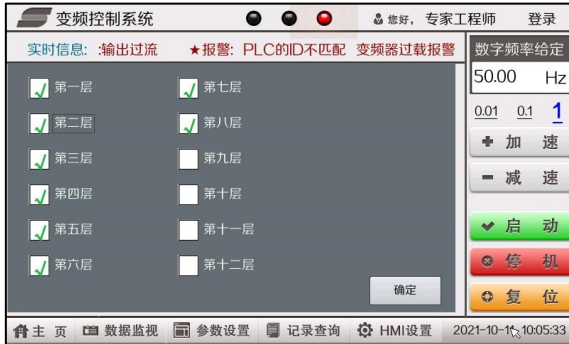 变频控制系统 您好, 专家工程师 登录
实时信息: :输出过流 ★报警: PLC的ID不匹配 变频器过载报警
数字频率给定
50.00 Hz
0.01 0.1 1
加 速
减 速
启 动
停 机
复 位
第一层 第七层
第二层 第八层
第三层 第九层
第四层 第十层
第五层 第十一层
第六层 第十二层
确定
主 页 数据监视 参数设置 记录查询 HMI设置 2021-10-1 10:05:33